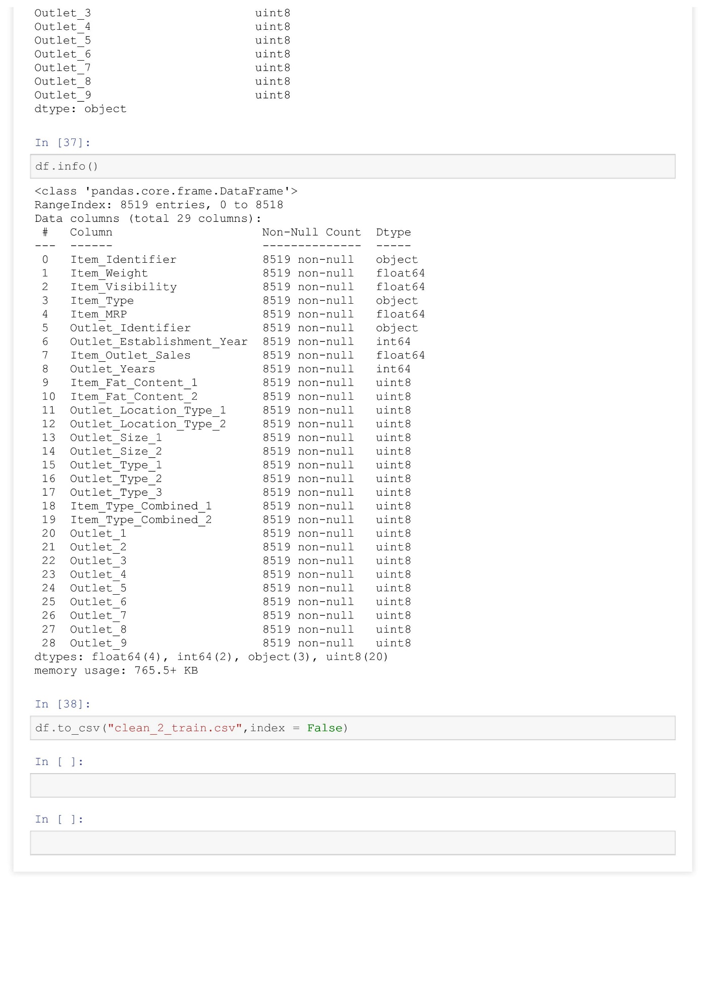 Outlet_3                       uint8
Outlet_4                       uint8
Outlet_5                       uint8
Outlet_6                       uint8
Outlet_7                       uint8
Outlet_8                       uint8
Outlet_9                       uint8
dtype: object
In [37]:
df.info()
<class 'pandas.core.frame.DataFrame'>
RangeIndex: 8519 entries, 0 to 8518
Data columns (total 29 columns):
 #   Column                     Non-Null Count  Dtype
---  ------                     --------------  -----
 0   Item_Identifier            8519 non-null   object
 1   Item_Weight                8519 non-null   float64
 2   Item_Visibility            8519 non-null   float64
 3   Item_Type                  8519 non-null   object
 4   Item_MRP                   8519 non-null   float64
 5   Outlet_Identifier          8519 non-null   object
 6   Outlet_Establishment_Year  8519 non-null   int64
 7   Item_Outlet_Sales          8519 non-null   float64
 8   Outlet_Years               8519 non-null   int64
 9   Item_Fat_Content_1         8519 non-null   uint8
 10  Item_Fat_Content_2         8519 non-null   uint8
 11  Outlet_Location_Type_1     8519 non-null   uint8
 12  Outlet_Location_Type_2     8519 non-null   uint8
 13  Outlet_Size_1              8519 non-null   uint8
 14  Outlet_Size_2              8519 non-null   uint8
 15  Outlet_Type_1              8519 non-null   uint8
 16  Outlet_Type_2              8519 non-null   uint8
 17  Outlet_Type_3              8519 non-null   uint8
 18  Item_Type_Combined_1       8519 non-null   uint8
 19  Item_Type_Combined_2       8519 non-null   uint8
 20  Outlet_1                   8519 non-null   uint8
 21  Outlet_2                   8519 non-null   uint8
 22  Outlet_3                   8519 non-null   uint8
 23  Outlet_4                   8519 non-null   uint8
 24  Outlet_5                   8519 non-null   uint8
 25  Outlet_6                   8519 non-null   uint8
 26  Outlet_7                   8519 non-null   uint8
 27  Outlet_8                   8519 non-null   uint8
 28  Outlet_9                   8519 non-null   uint8
dtypes: float64(4), int64(2), object(3), uint8(20)
memory usage: 765.5+ KB
In [38]:
df.to_csv("clean_2_train.csv",index = False)
In [ ]:
In [ ]: